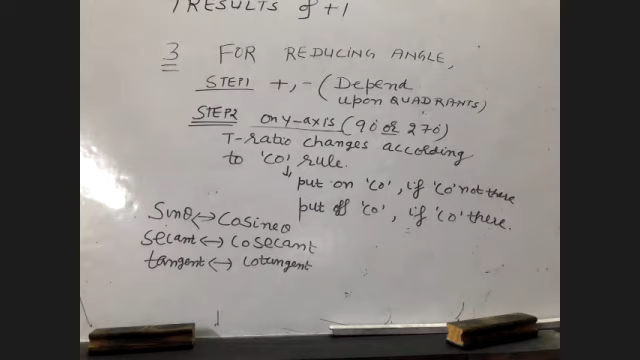 RESULTS of +1
3 FOR REDUCING ANGLE,
STEP1 +, - (Depend
upon QUADRANTS)
STEP2 on y-axis (90 or 270)
T-ratio changes according
to 'CO' rule.
put on 'CO', if 'CO' not there
put off 'CO', if 'CO' there.
Sinθ ↔ Cosineθ
Secant ↔ Cosecant
tangent ↔ cotangent